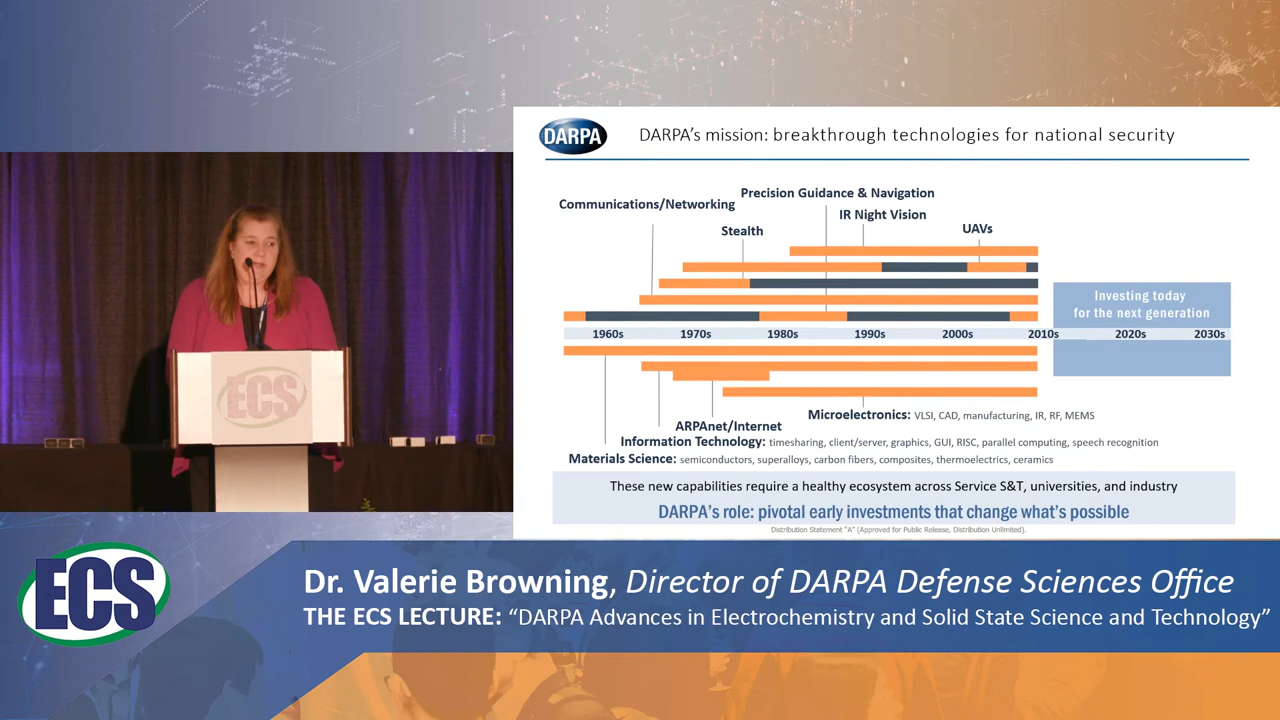 DARPA
DARPA's mission: breakthrough technologies for national security
Precision Guidance & Navigation
Communications/Networking
IR Night Vision
Stealth
UAVs
Investing today
for the next generation
1960s 1970s 1980s 1990s 2000s 2010s 2020s 2030s
Microelectronics: VLSI, CAD, manufacturing, IR, RF, MEMS
ARPAnet/Internet
Information Technology: timesharing, client/server, graphics, GUI, RISC, parallel computing, speech recognition
Materials Science: semiconductors, superalloys, carbon fibers, composites, thermoelectrics, ceramics
These new capabilities require a healthy ecosystem across Service S&T, universities, and industry
DARPA's role: pivotal early investments that change what's possible
Distribution Statement "A" (Approved for Public Release, Distribution Unlimited).
ECS
ECS
Dr. Valerie Browning, Director of DARPA Defense Sciences Office
THE ECS LECTURE: “DARPA Advances in Electrochemistry and Solid State Science and Technology”